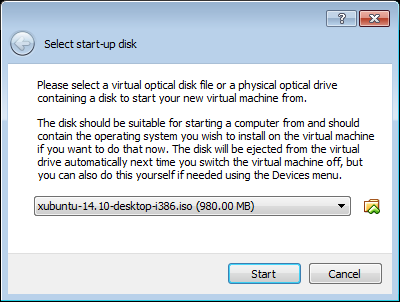 ?
Select start-up disk
Please select a virtual optical disk file or a physical optical drive
containing a disk to start your new virtual machine from.
The disk should be suitable for starting a computer from and should
contain the operating system you wish to install on the virtual machine
if you want to do that now. The disk will be ejected from the virtual
drive automatically next time you switch the virtual machine off, but
you can also do this yourself if needed using the Devices menu.
xubuntu-14.10-desktop-i386.iso (980.00 MB)
Start Cancel